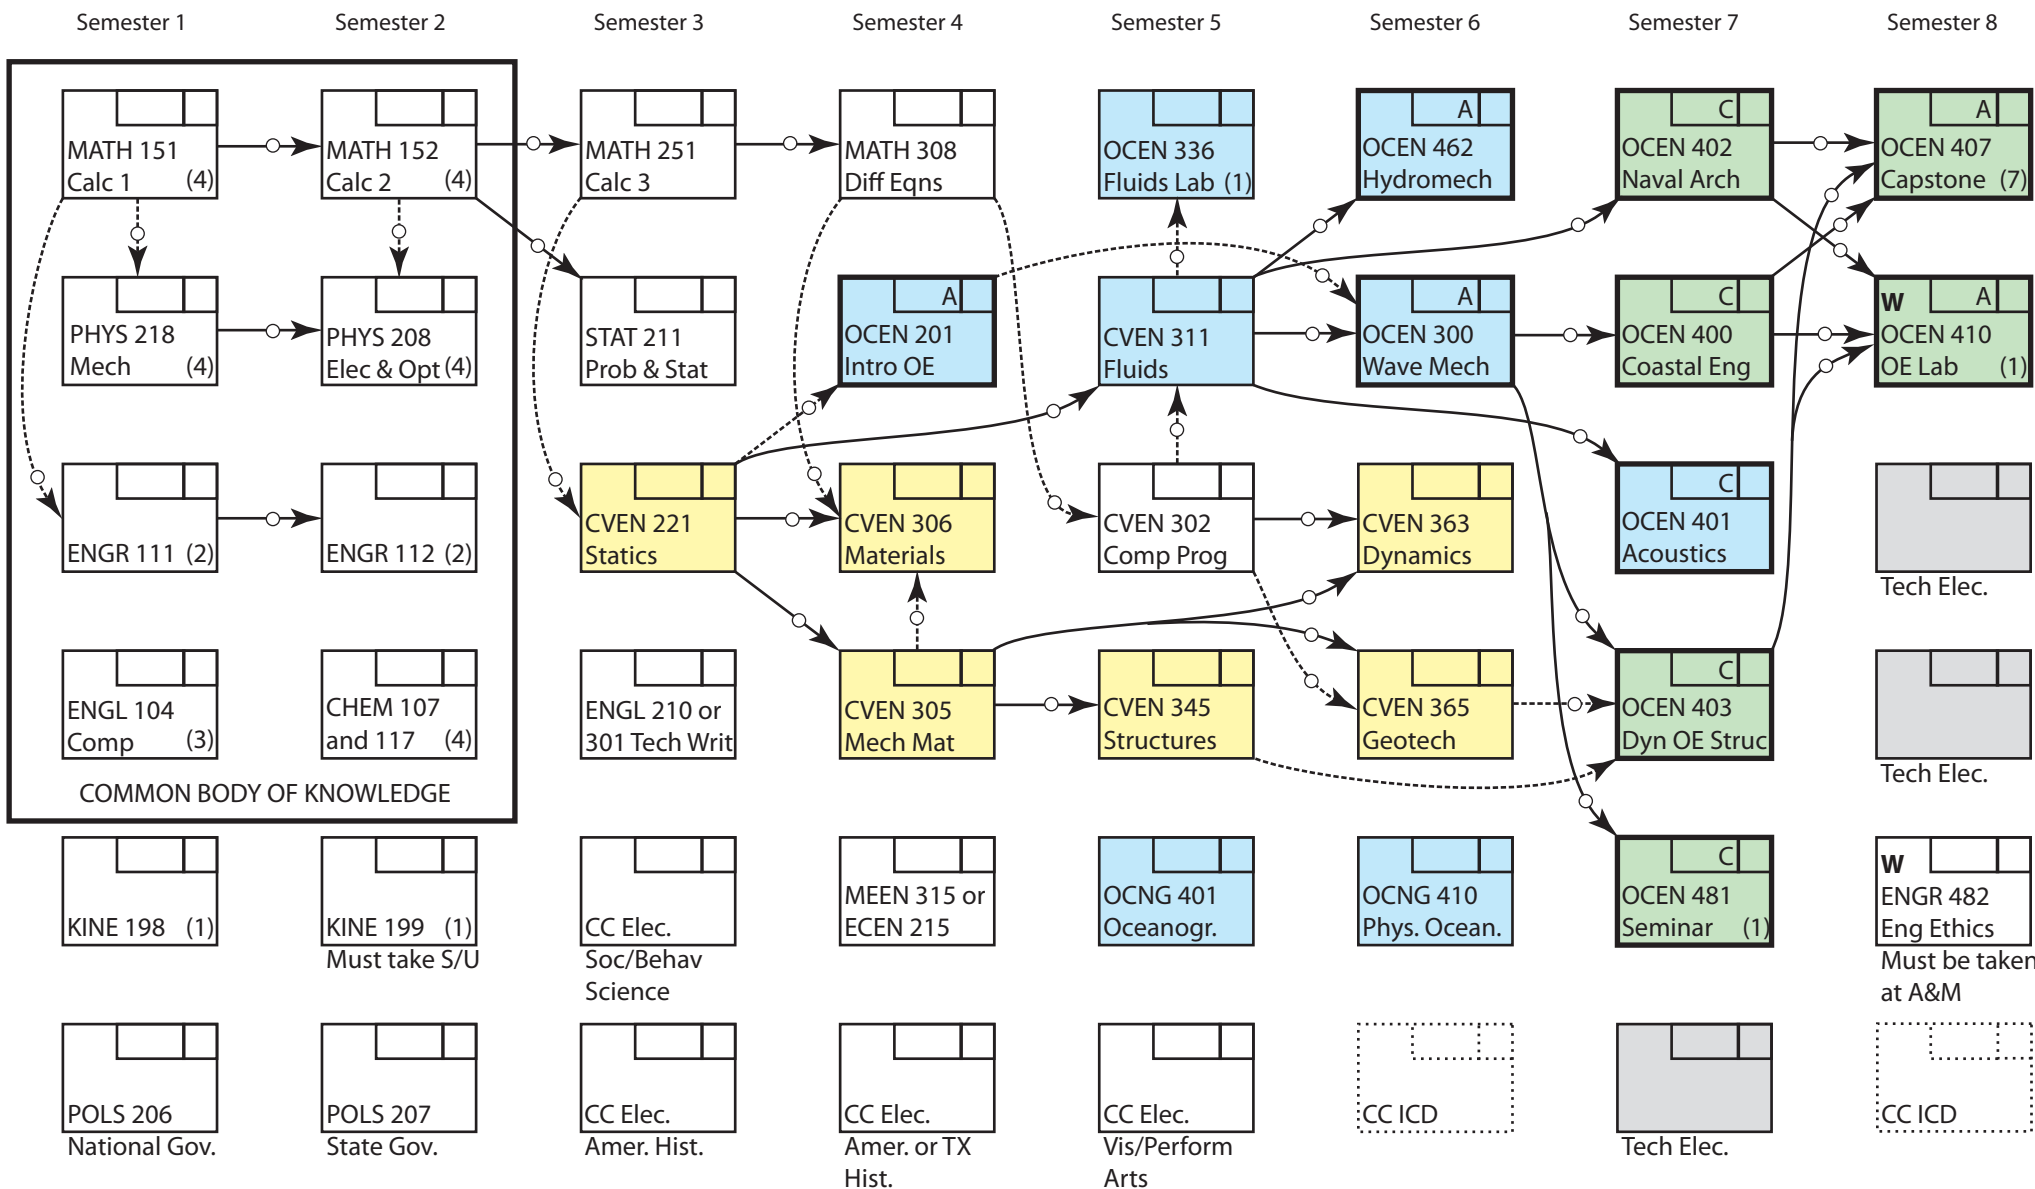 Semester 1
Semester 2
Semester 3
Semester 4
Semester 5
Semester 6
Semester 7
Semester 8
MATH 151
Calc 1 (4)
MATH 152
Calc 2 (4)
MATH 251
Calc 3
MATH 308
Diff Eqns
OCEN 336
Fluids Lab (1)
A
OCEN 462
Hydromech
C
OCEN 402
Naval Arch
A
OCEN 407
Capstone (7)
PHYS 218
Mech (4)
PHYS 208
Elec & Opt (4)
STAT 211
Prob & Stat
A
OCEN 201
Intro OE
CVEN 311
Fluids
A
OCEN 300
Wave Mech
C
OCEN 400
Coastal Eng
W A
OCEN 410
OE Lab (1)
ENGR 111 (2)
ENGR 112 (2)
CVEN 221
Statics
CVEN 306
Materials
CVEN 302
Comp Prog
CVEN 363
Dynamics
C
OCEN 401
Acoustics
Tech Elec.
ENGL 104
Comp (3)
CHEM 107
and 117 (4)
COMMON BODY OF KNOWLEDGE
ENGL 210 or
301 Tech Writ
CVEN 305
Mech Mat
CVEN 345
Structures
CVEN 365
Geotech
C
OCEN 403
Dyn OE Struc
Tech Elec.
KINE 198 (1)
KINE 199 (1)
Must take S/U
CC Elec.
Soc/Behav
Science
MEEN 315 or
ECEN 215
OCNG 401
Oceanogr.
OCNG 410
Phys. Ocean.
C
OCEN 481
Seminar (1)
W
ENGR 482
Eng Ethics
Must be taken
at A&M
POLS 206
National Gov.
POLS 207
State Gov.
CC Elec.
Amer. Hist.
CC Elec.
Amer. or TX
Hist.
CC Elec.
Vis/Perform
Arts
CC ICD
Tech Elec.
CC ICD